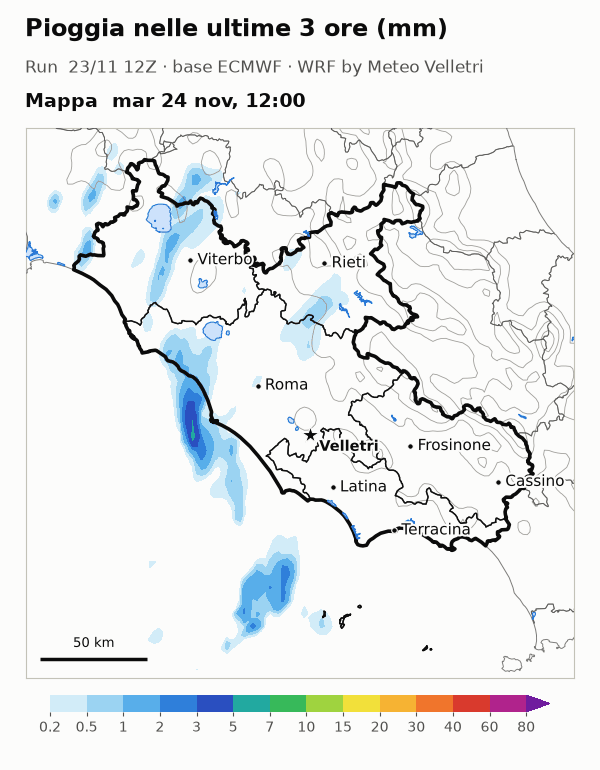 Pioggia nelle ultime 3 ore (mm)
Run  23/11 12Z · base ECMWF · WRF by Meteo Velletri
Mappa  mar 24 nov, 12:00
Viterbo
Rieti
Roma
Velletri
Frosinone
Cassino
Latina
Terracina
50 km
0.2 0.5 1 2 3 5 7 10 15 20 30 40 60 80